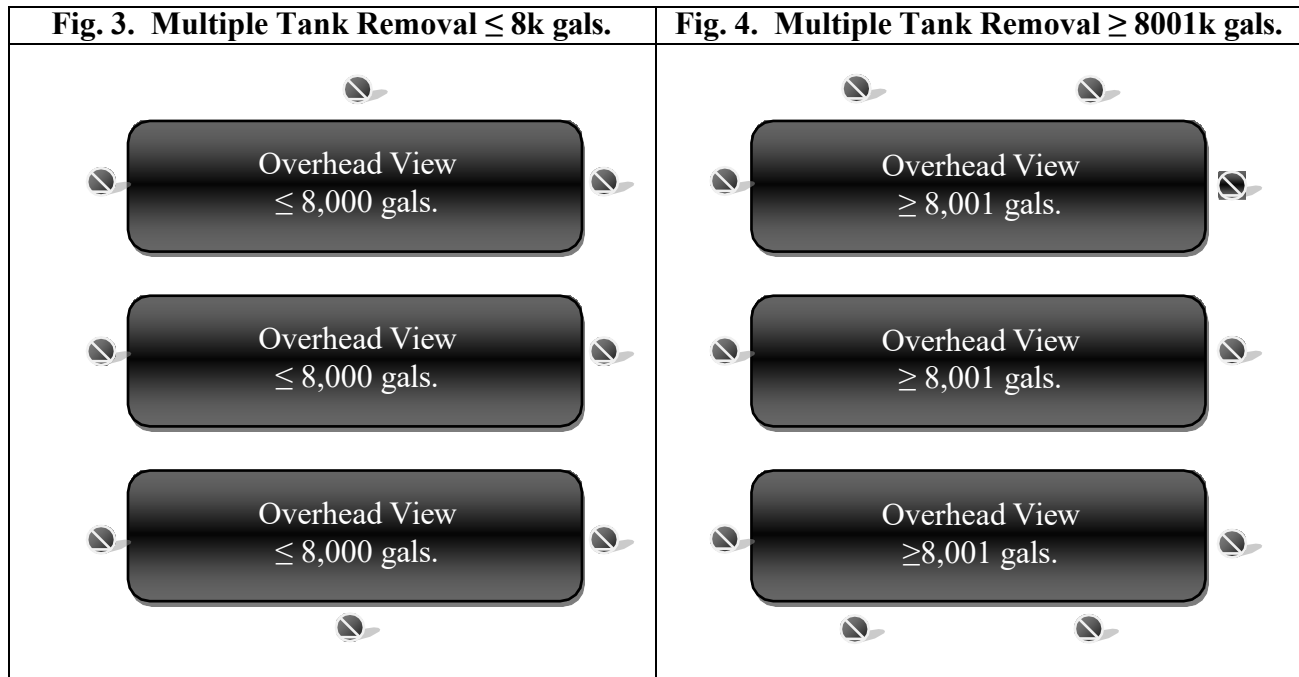 Fig. 3. Multiple Tank Removal ≤ 8k gals.
Fig. 4. Multiple Tank Removal ≥ 8001k gals.
Overhead View
≤ 8,000 gals.
Overhead View
≤ 8,000 gals.
Overhead View
≤ 8,000 gals.
Overhead View
≥ 8,001 gals.
Overhead View
≥ 8,001 gals.
Overhead View
≥8,001 gals.